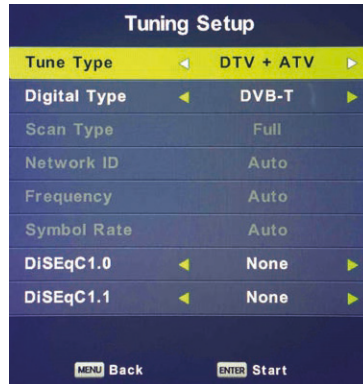 Tuning Setup
Tune Type DTV + ATV
Digital Type DVB-T
Scan Type Full
Network ID Auto
Frequency Auto
Symbol Rate Auto
DiSEqC1.0 None
DiSEqC1.1 None
MENU Back ENTER Start